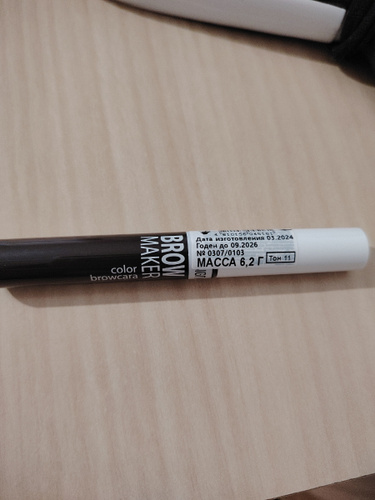 BROW
MAKER
color
browcara
Дата изготовления 03.2024
Годен до 09.2026
№ 0307/0103
МАССА 6,2 Г
Тон 11